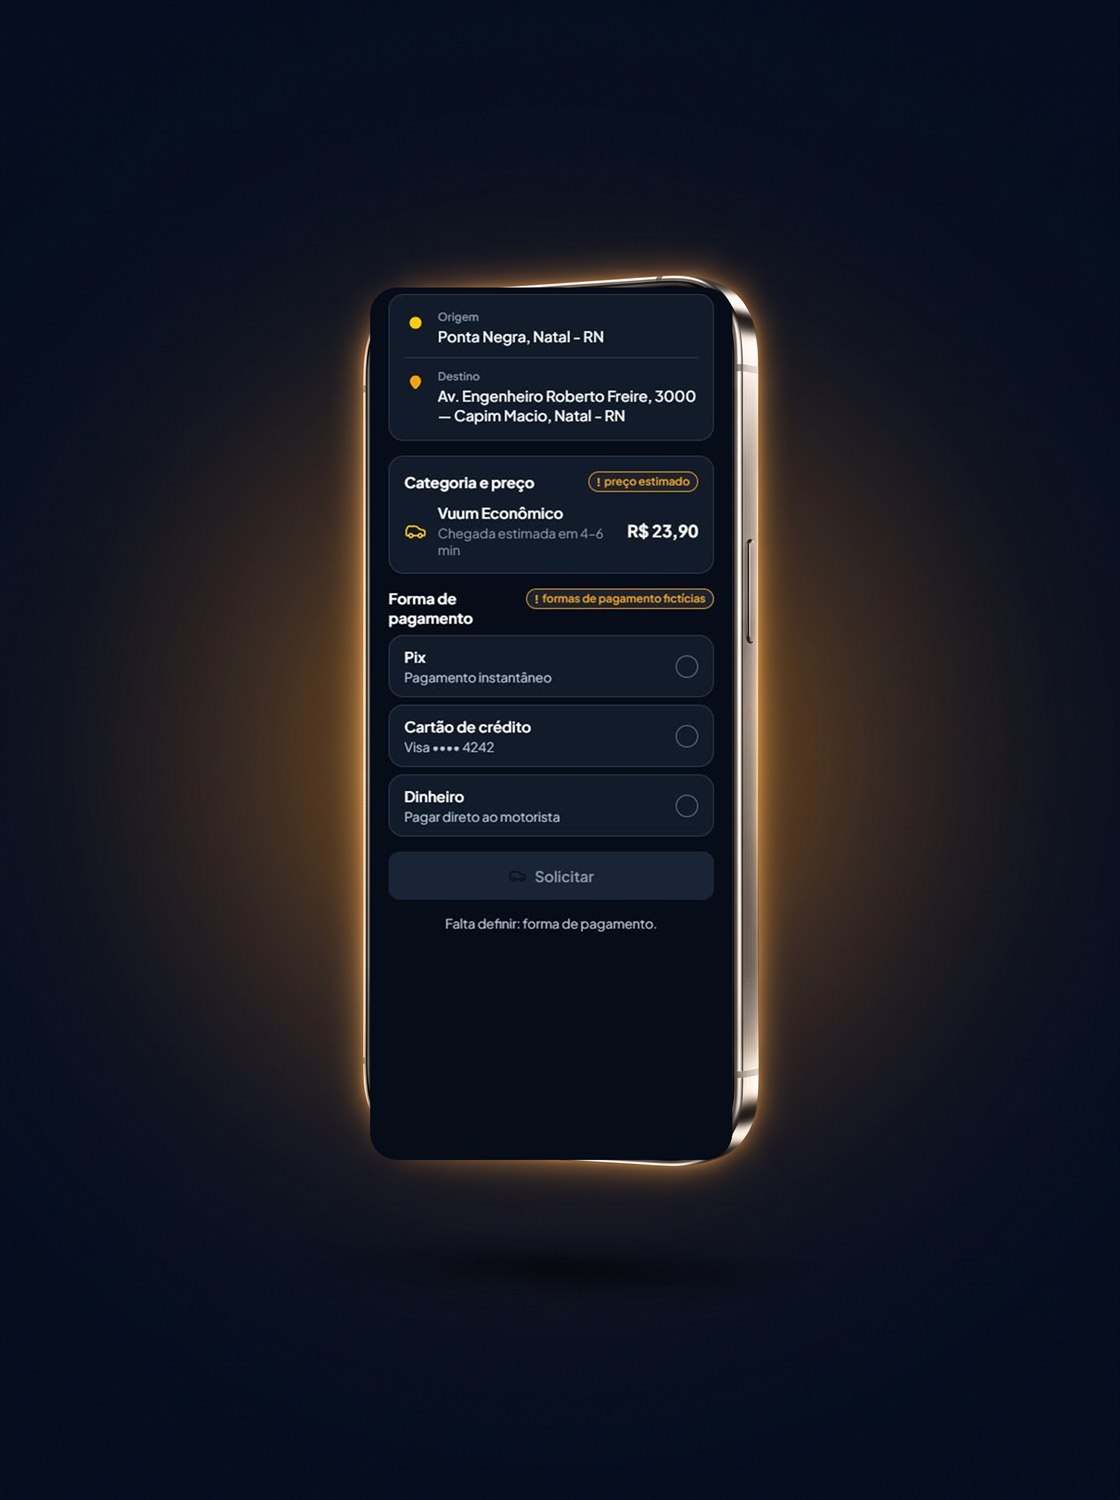 Origem
Ponta Negra, Natal - RN
Destino
Av. Engenheiro Roberto Freire, 3000
— Capim Macio, Natal - RN
Categoria e preço
! preço estimado
Vuum Econômico
Chegada estimada em 4–6
min
R$ 23,90
Forma de
pagamento
! formas de pagamento fictícias
Pix
Pagamento instantâneo
Cartão de crédito
Visa •••• 4242
Dinheiro
Pagar direto ao motorista
Solicitar
Falta definir: forma de pagamento.